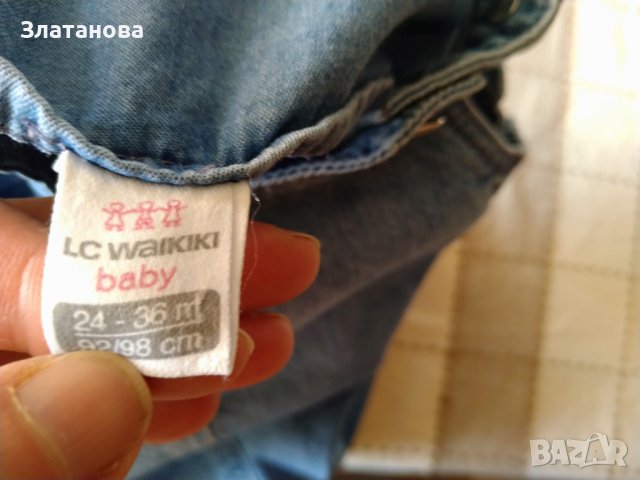 Златанова
LC WAIKIKI
baby
24 - 36 m
92/98 cm
BAZAR